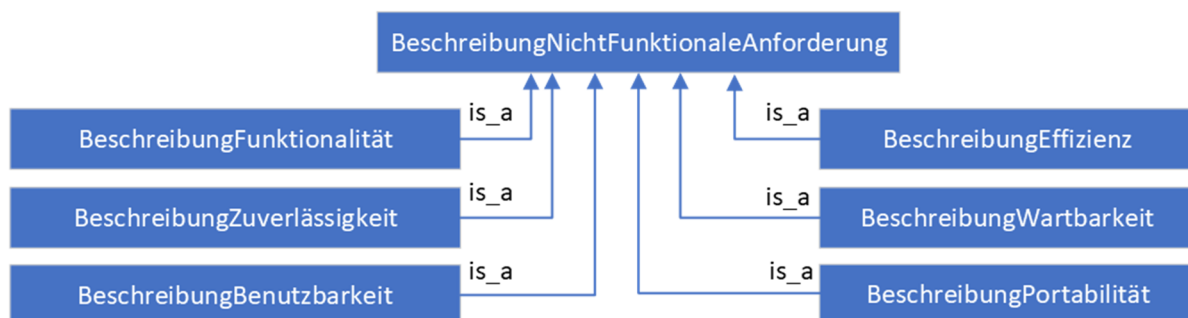 BeschreibungNichtFunktionaleAnforderung
is_a
BeschreibungFunktionalität
is_a
BeschreibungEffizienz
is_a
BeschreibungZuverlässigkeit
is_a
BeschreibungWartbarkeit
is_a
BeschreibungBenutzbarkeit
is_a
BeschreibungPortabilität